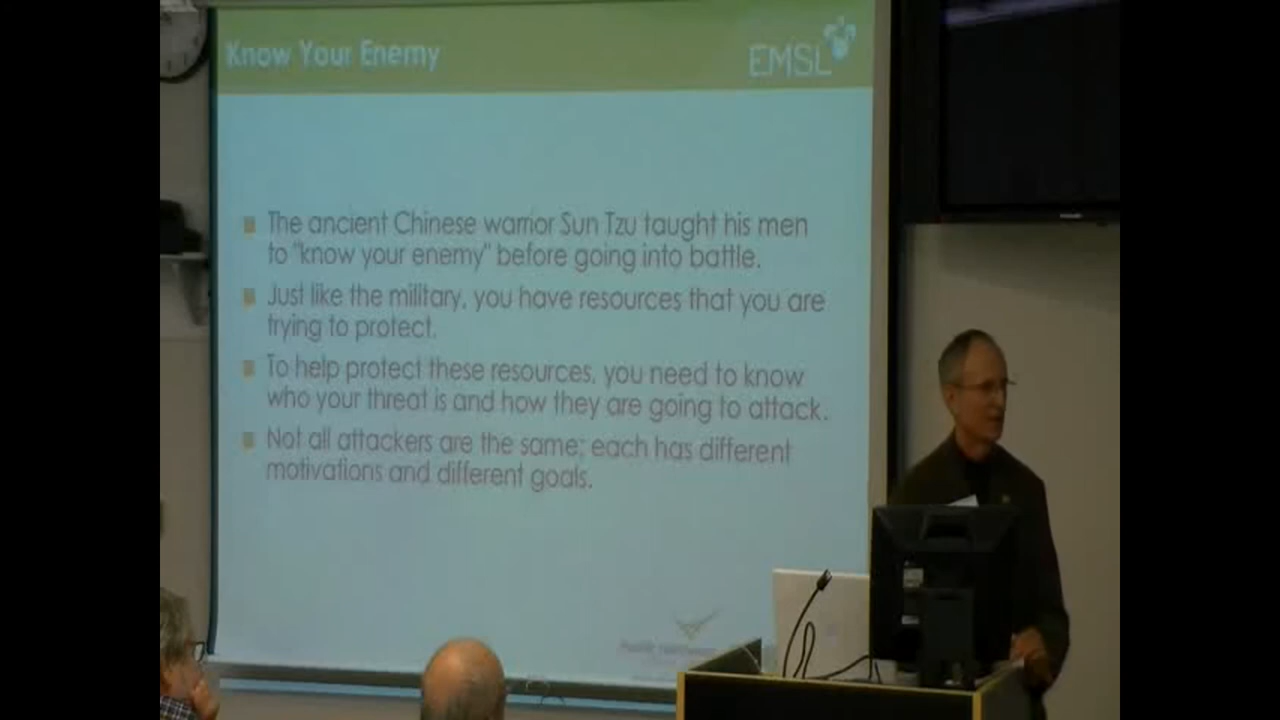 Know Your Enemy
EMSL
The ancient Chinese warrior Sun Tzu taught his men
to "know your enemy" before going into battle.
Just like the military, you have resources that you are
trying to protect.
To help protect these resources, you need to know
who your threat is and how they are going to attack.
Not all attackers are the same; each has different
motivations and different goals.